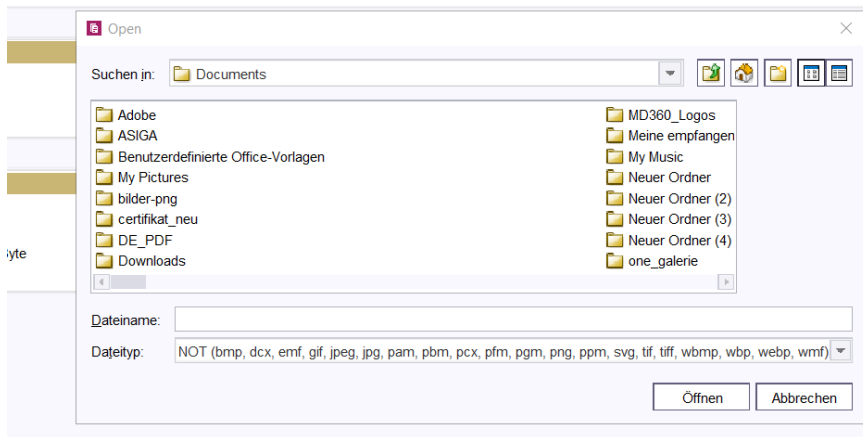 Open
Suchen in: Documents
Adobe
ASIGA
Benutzerdefinierte Office-Vorlagen
My Pictures
bilder-png
certifikat_neu
DE_PDF
Downloads
MD360_Logos
Meine empfangen
My Music
Neuer Ordner
Neuer Ordner (2)
Neuer Ordner (3)
Neuer Ordner (4)
one_galerie
Byte
Dateiname:
Dateityp: NOT (bmp, dcx, emf, gif, jpeg, jpg, pam, pbm, pcx, pfm, pgm, png, ppm, svg, tif, tiff, wbmp, wbp, webp, wmf)
Öffnen Abbrechen